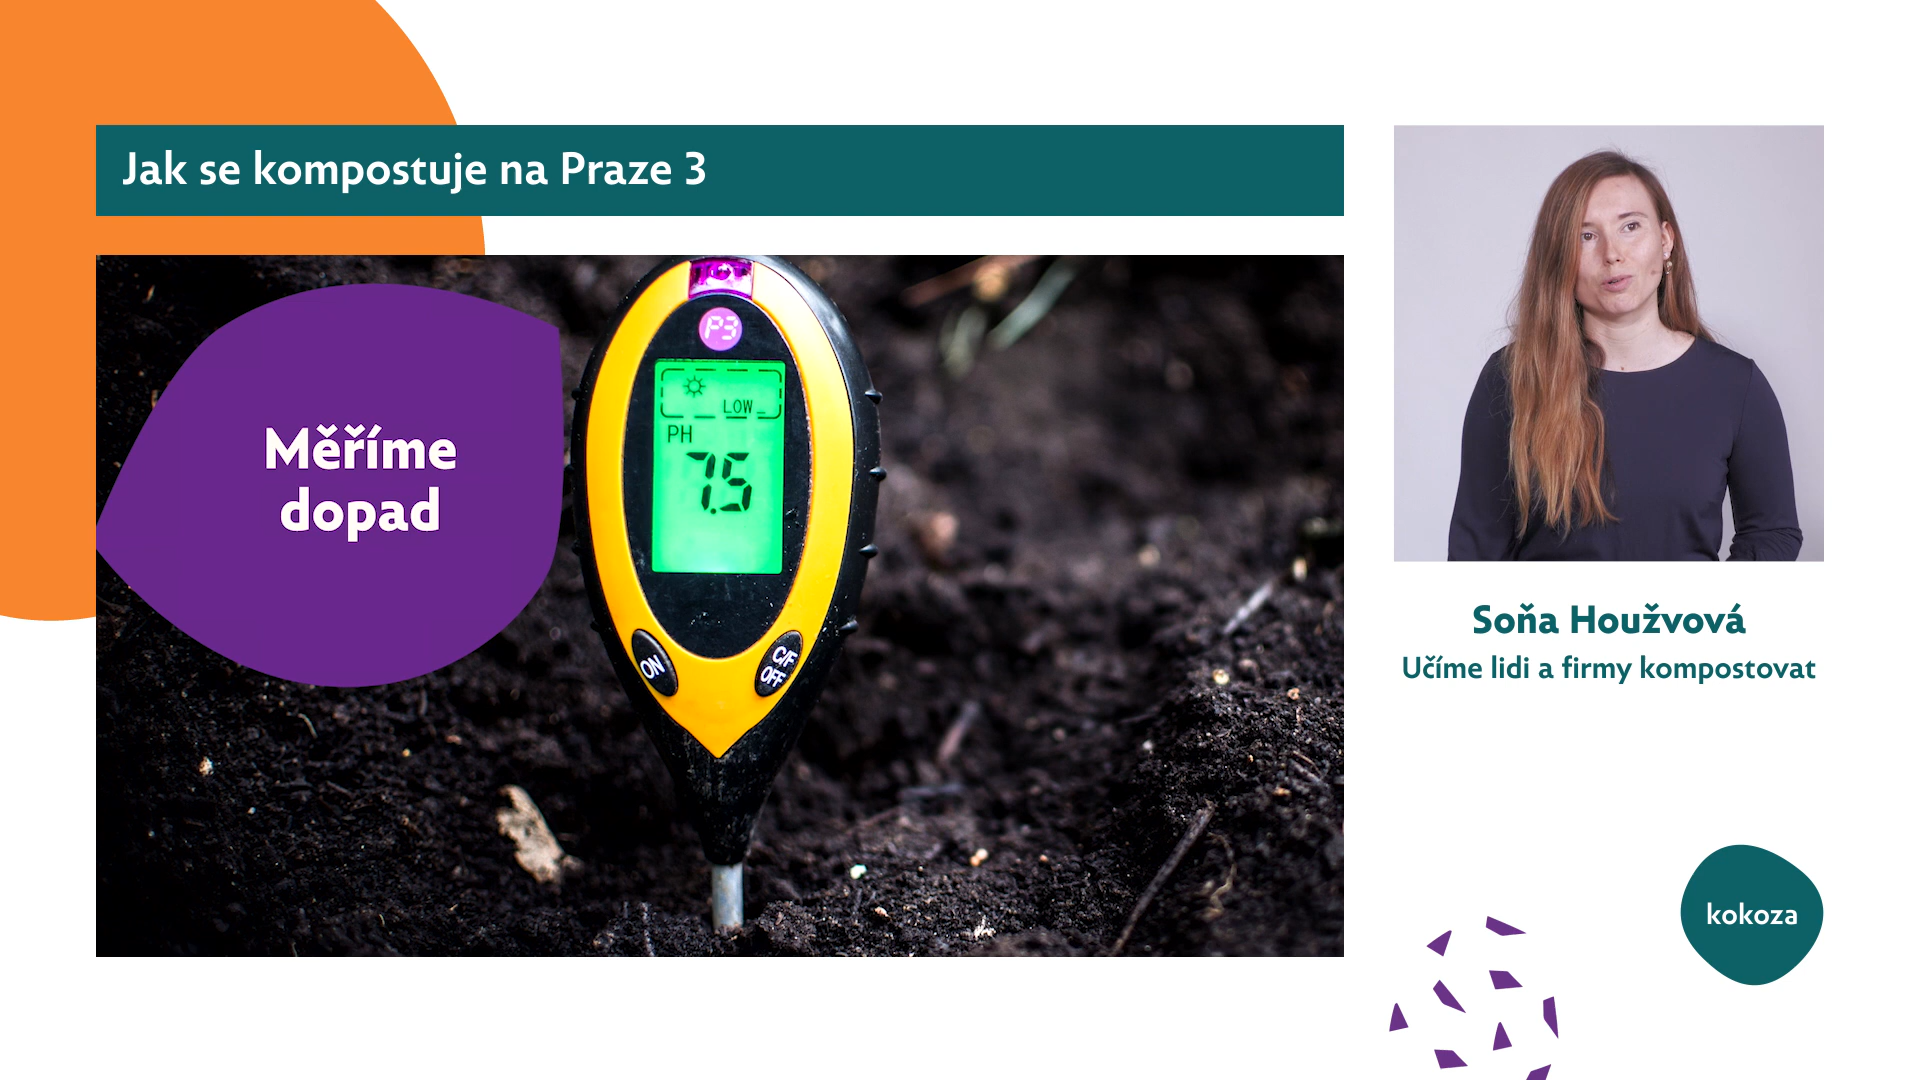 Jak se kompostuje na Praze 3
Měříme
dopad
P3
LOW
PH
7.5
ON
C/F
OFF
Soňa Houžvová
Učíme lidi a firmy kompostovat
kokoza